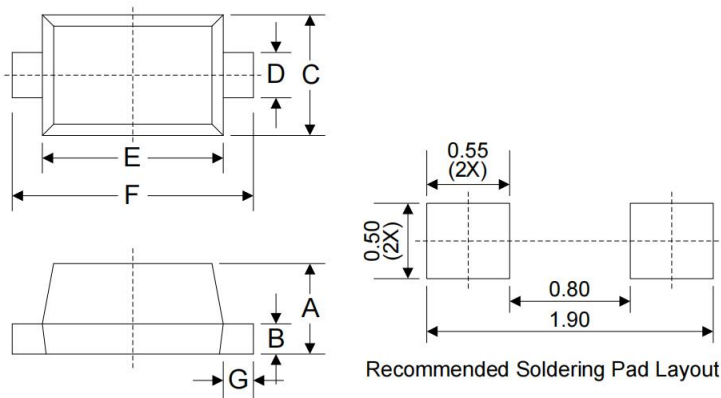 D
C
E
F
A
B
G
0.55
(2X)
0.50
(2X)
0.80
1.90
Recommended Soldering Pad Layout